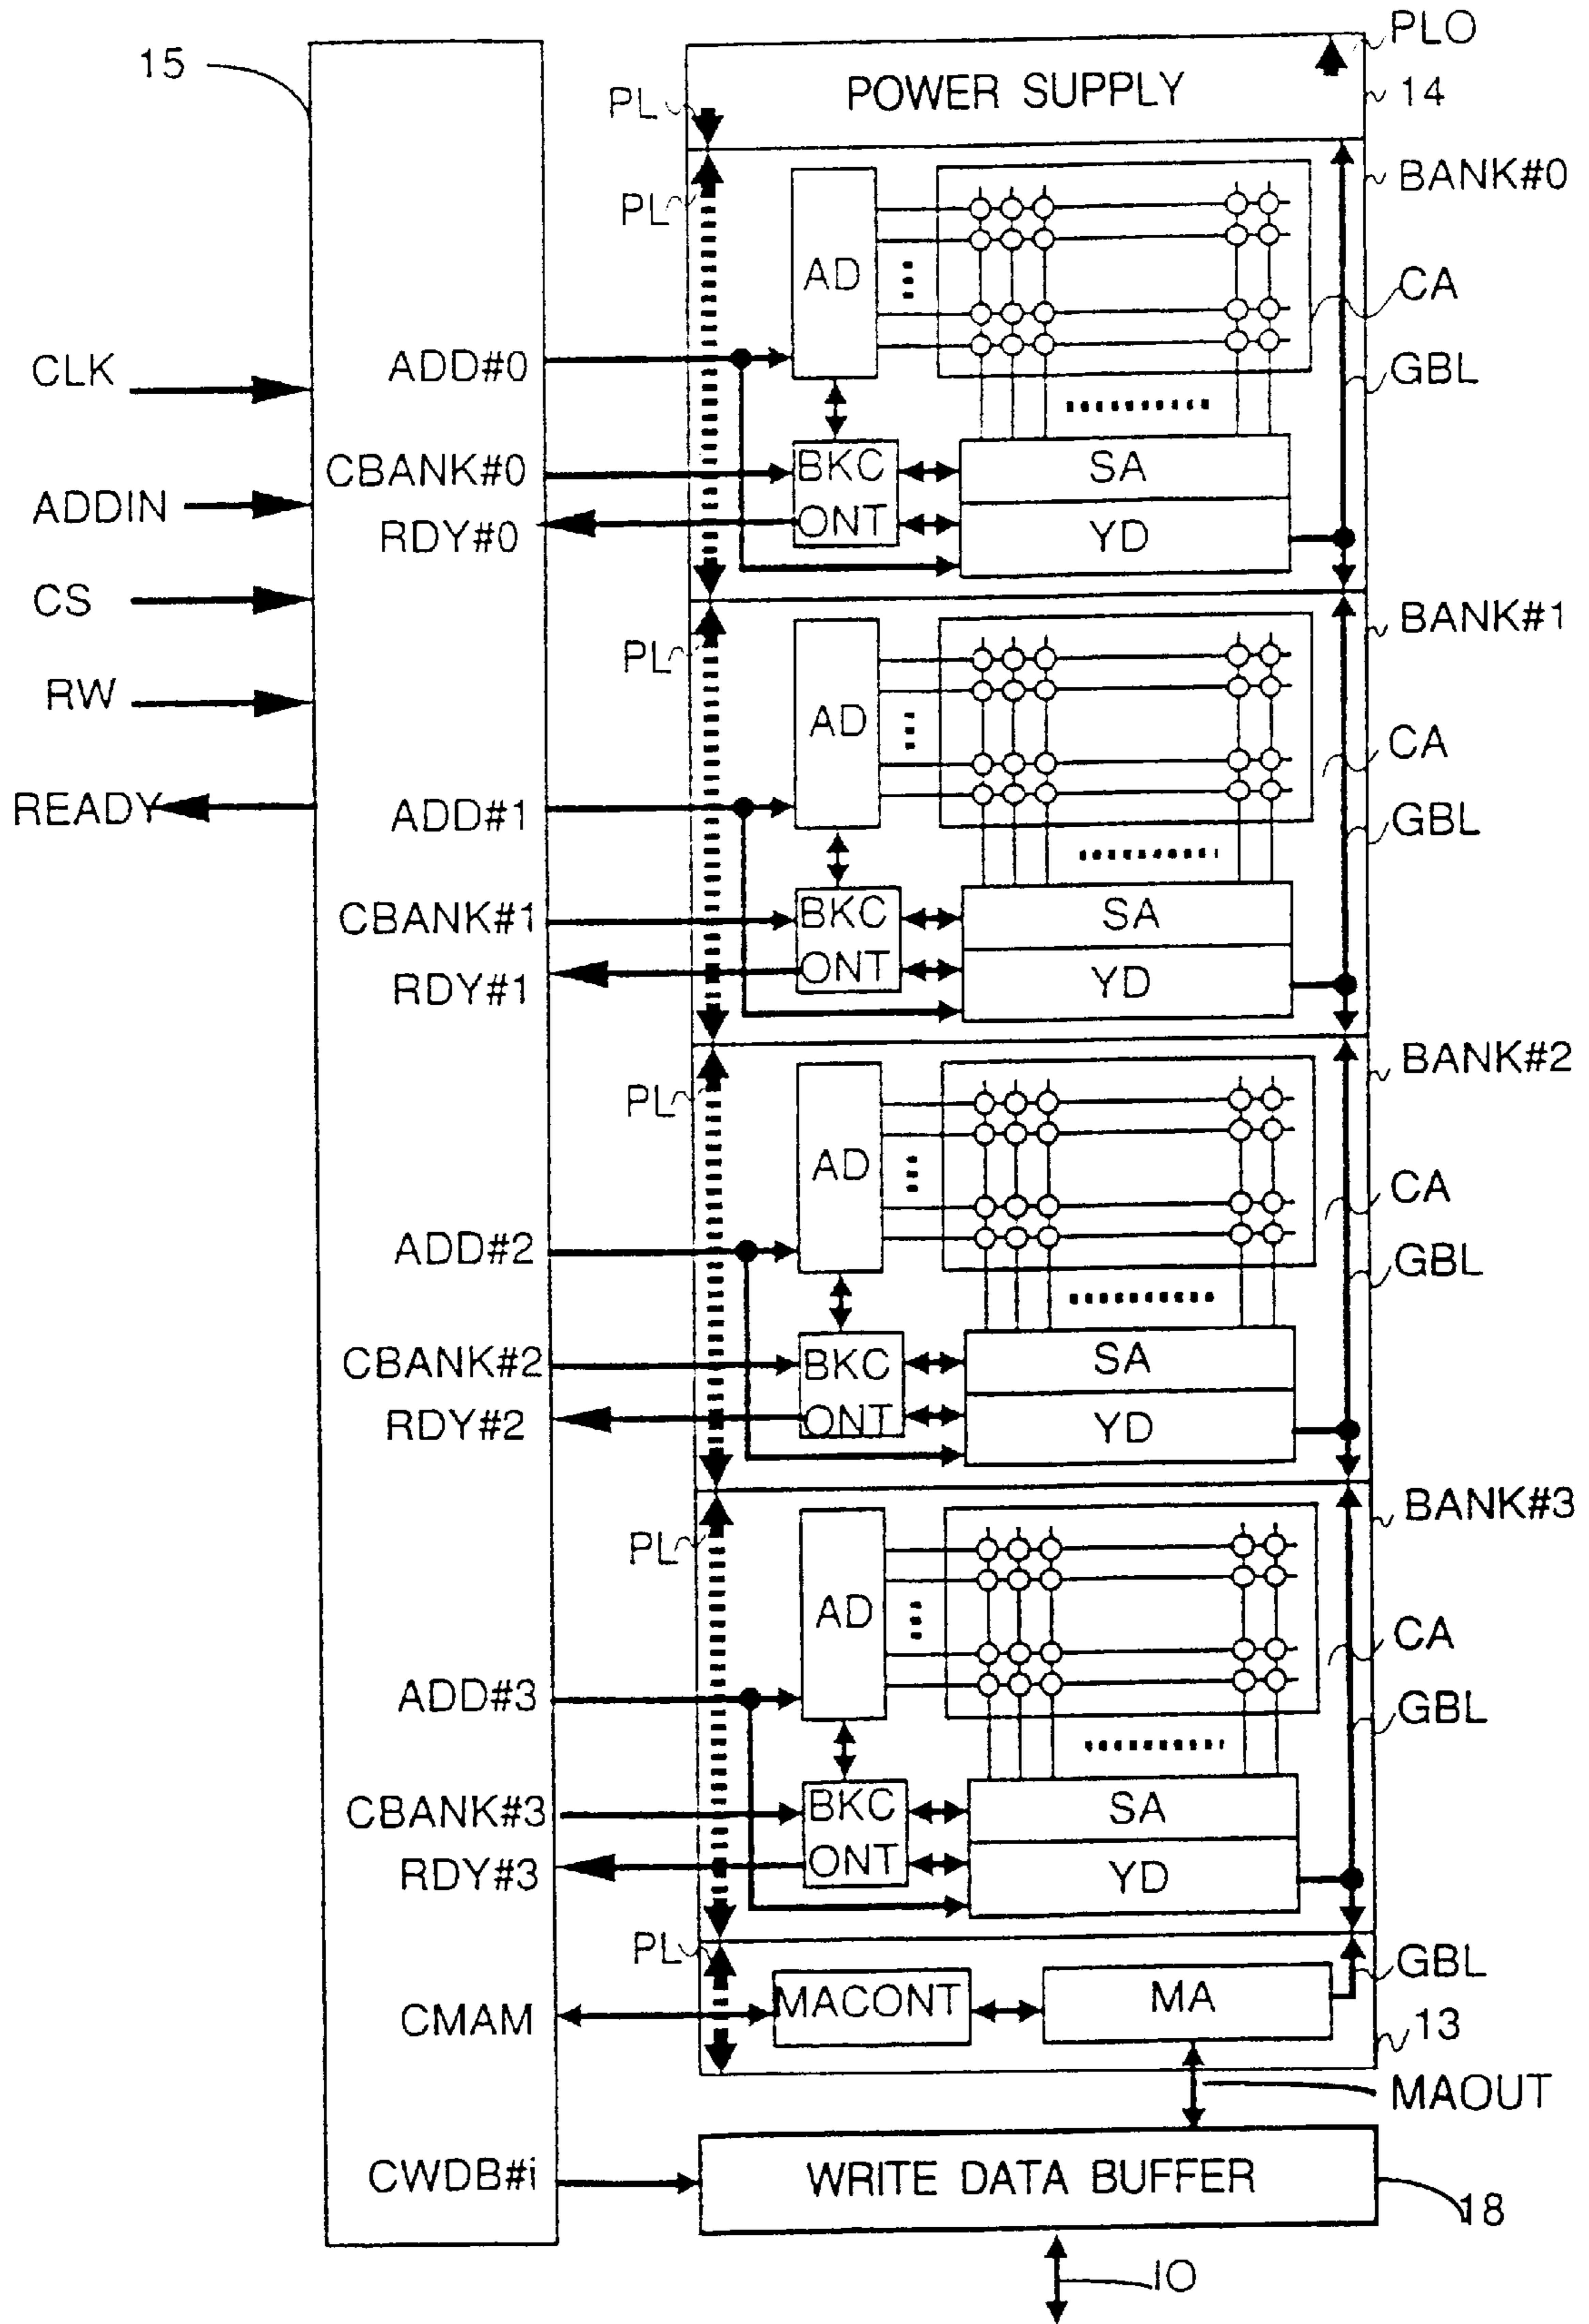 PLO
15
POWER SUPPLY
14
PL
BANK#0
PL
AD
CA
ADD#0
GBL
CLK
CBANK#0
BKC
SA
ADDIN
RDY#0
ONT
YD
CS
BANK#1
PL
RW
AD
CA
READY
ADD#1
GBL
CBANK#1
BKC
SA
RDY#1
ONT
YD
BANK#2
PL
AD
CA
ADD#2
GBL
CBANK#2
BKC
SA
RDY#2
ONT
YD
BANK#3
PL
AD
CA
ADD#3
GBL
CBANK#3
BKC
SA
RDY#3
ONT
YD
PL
GBL
CMAM
MACONT
MA
13
MAOUT
CWDB#i
WRITE DATA BUFFER
18
IO